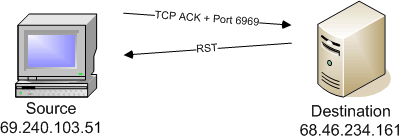 TCP ACK + Port 6969
RST
Source
69.240.103.51
Destination
68.46.234.161